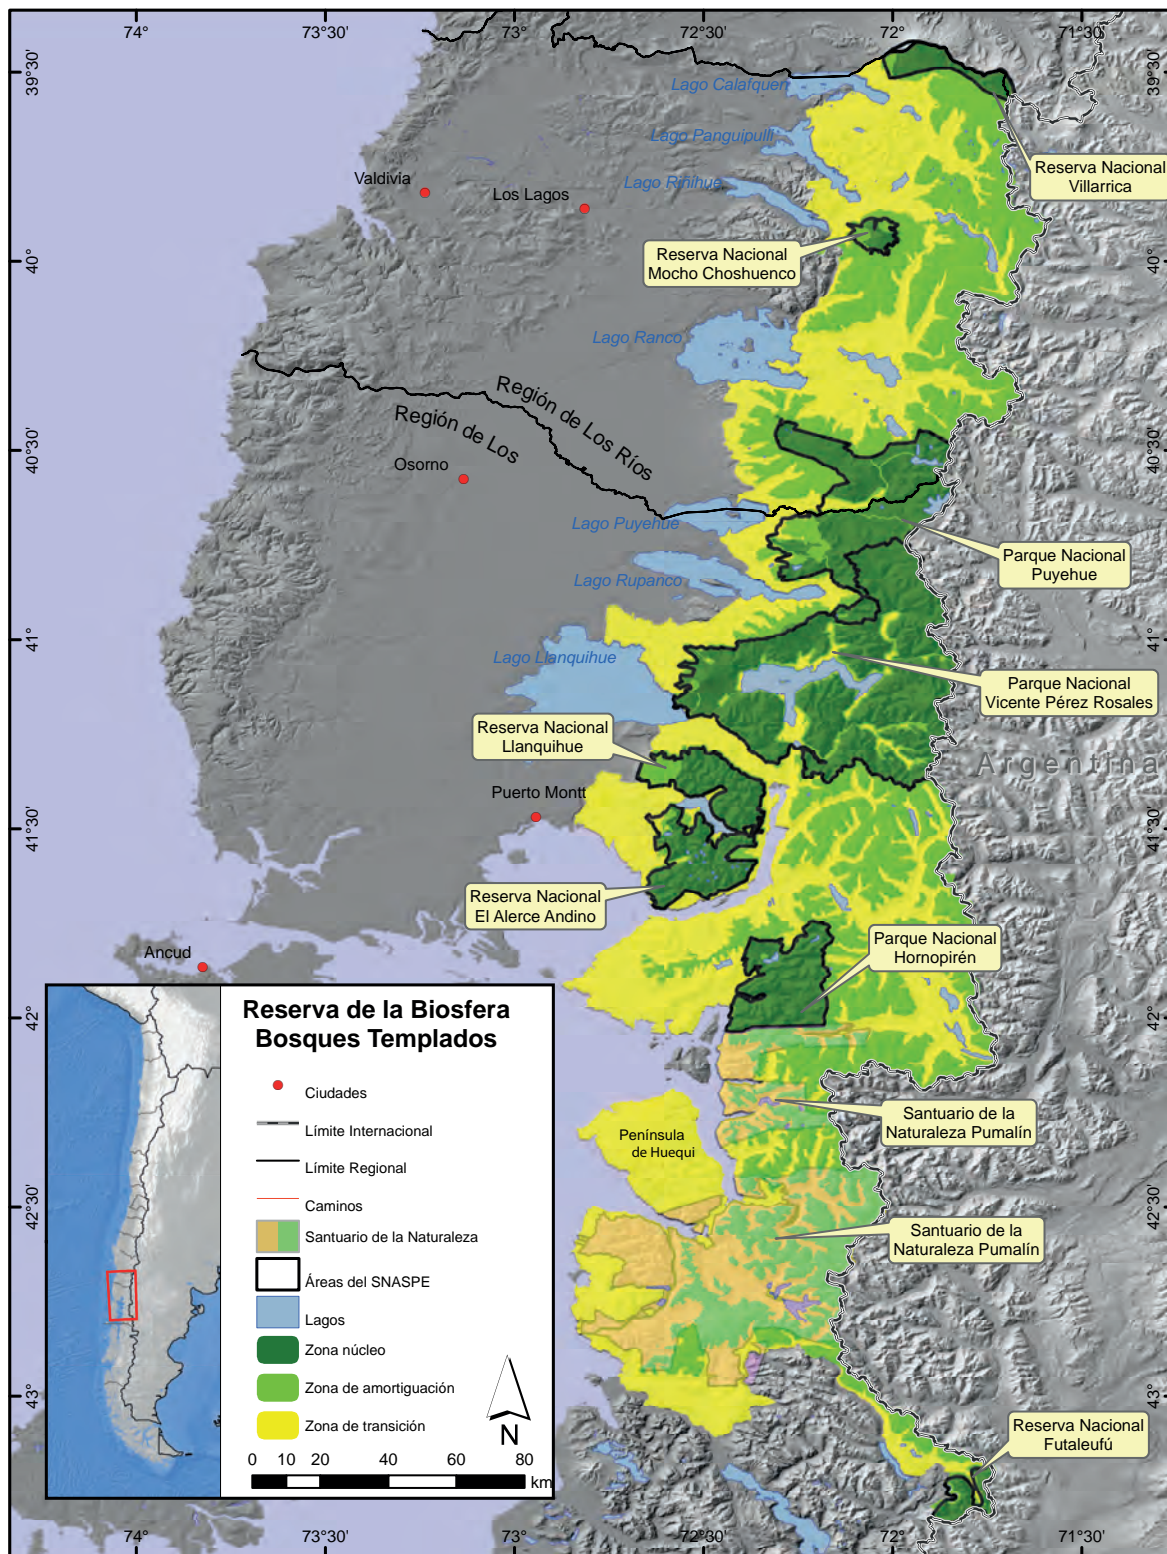 74°
73°30'
73°
72°30'
72°
71°30'
39°30'
39°30'
Lago Calafquen
Lago Panguipulli
Reserva Nacional
Villarrica
Valdivia
Lago Riñihue
Los Lagos
Reserva Nacional
Mocho Choshuenco
40°
40°
Lago Ranco
Región de Los Ríos
Región de Los
Osorno
40°30'
40°30'
Lago Puyehue
Parque Nacional
Puyehue
Lago Rupanco
41°
41°
Lago Llanquihue
Parque Nacional
Vicente Pérez Rosales
Reserva Nacional
Llanquihue
Argentina
Puerto Montt
41°30'
41°30'
Reserva Nacional
El Alerce Andino
Parque Nacional
Hornopirén
Ancud
42°
42°
Santuario de la
Naturaleza Pumalín
Península
de Huequi
42°30'
42°30'
Santuario de la
Naturaleza Pumalín
43°
43°
Reserva Nacional
Futaleufú
Reserva de la Biosfera
Bosques Templados
Ciudades
Límite Internacional
Límite Regional
Caminos
Santuario de la Naturaleza
Áreas del SNASPE
Lagos
Zona núcleo
Zona de amortiguación
Zona de transición
N
0 10 20 40 60 80
km
74°
73°30'
73°
72°30'
72°
71°30'